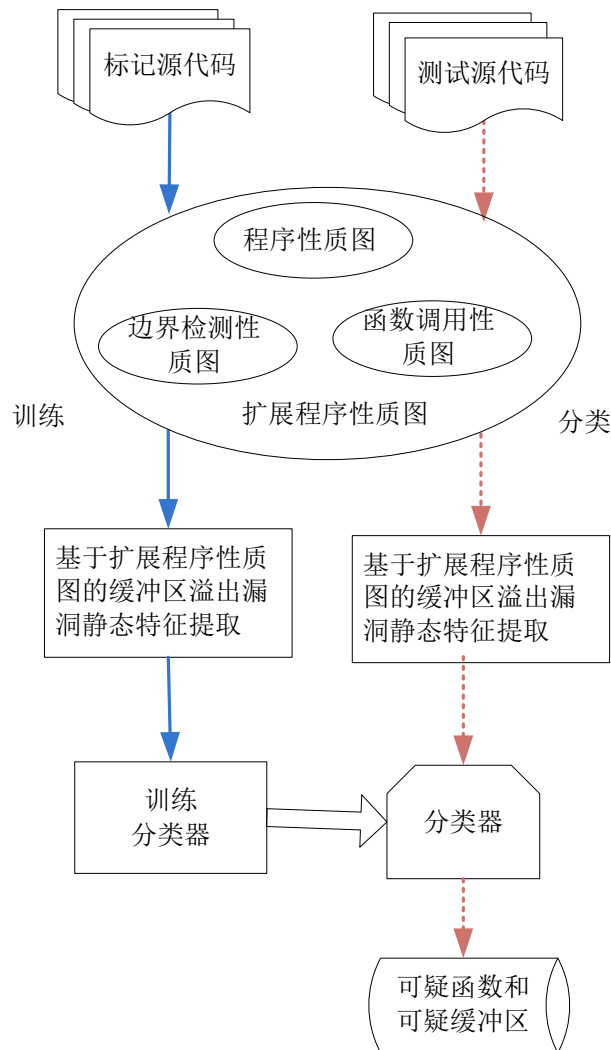 标记源代码
测试源代码
程序性质图
边界检测性
质图
函数调用性
质图
扩展程序性质图
训练
分类
基于扩展程序性质
图的缓冲区溢出漏
洞静态特征提取
基于扩展程序性质
图的缓冲区溢出漏
洞静态特征提取
训练
分类器
分类器
可疑函数和
可疑缓冲区